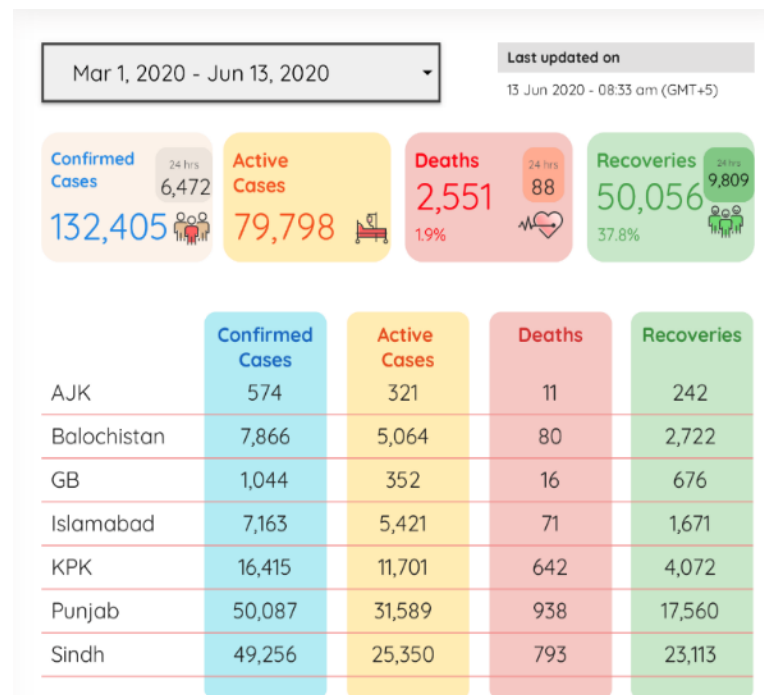 Mar 1, 2020 - Jun 13, 2020
Last updated on
13 Jun 2020 - 08:33 am (GMT+5)
Confirmed Cases
24 hrs
6,472
132,405
Active Cases
79,798
Deaths
24 hrs
88
2,551
1.9%
Recoveries
24 hrs
9,809
50,056
37.8%
Confirmed Cases Active Cases Deaths Recoveries
AJK 574 321 11 242
Balochistan 7,866 5,064 80 2,722
GB 1,044 352 16 676
Islamabad 7,163 5,421 71 1,671
KPK 16,415 11,701 642 4,072
Punjab 50,087 31,589 938 17,560
Sindh 49,256 25,350 793 23,113